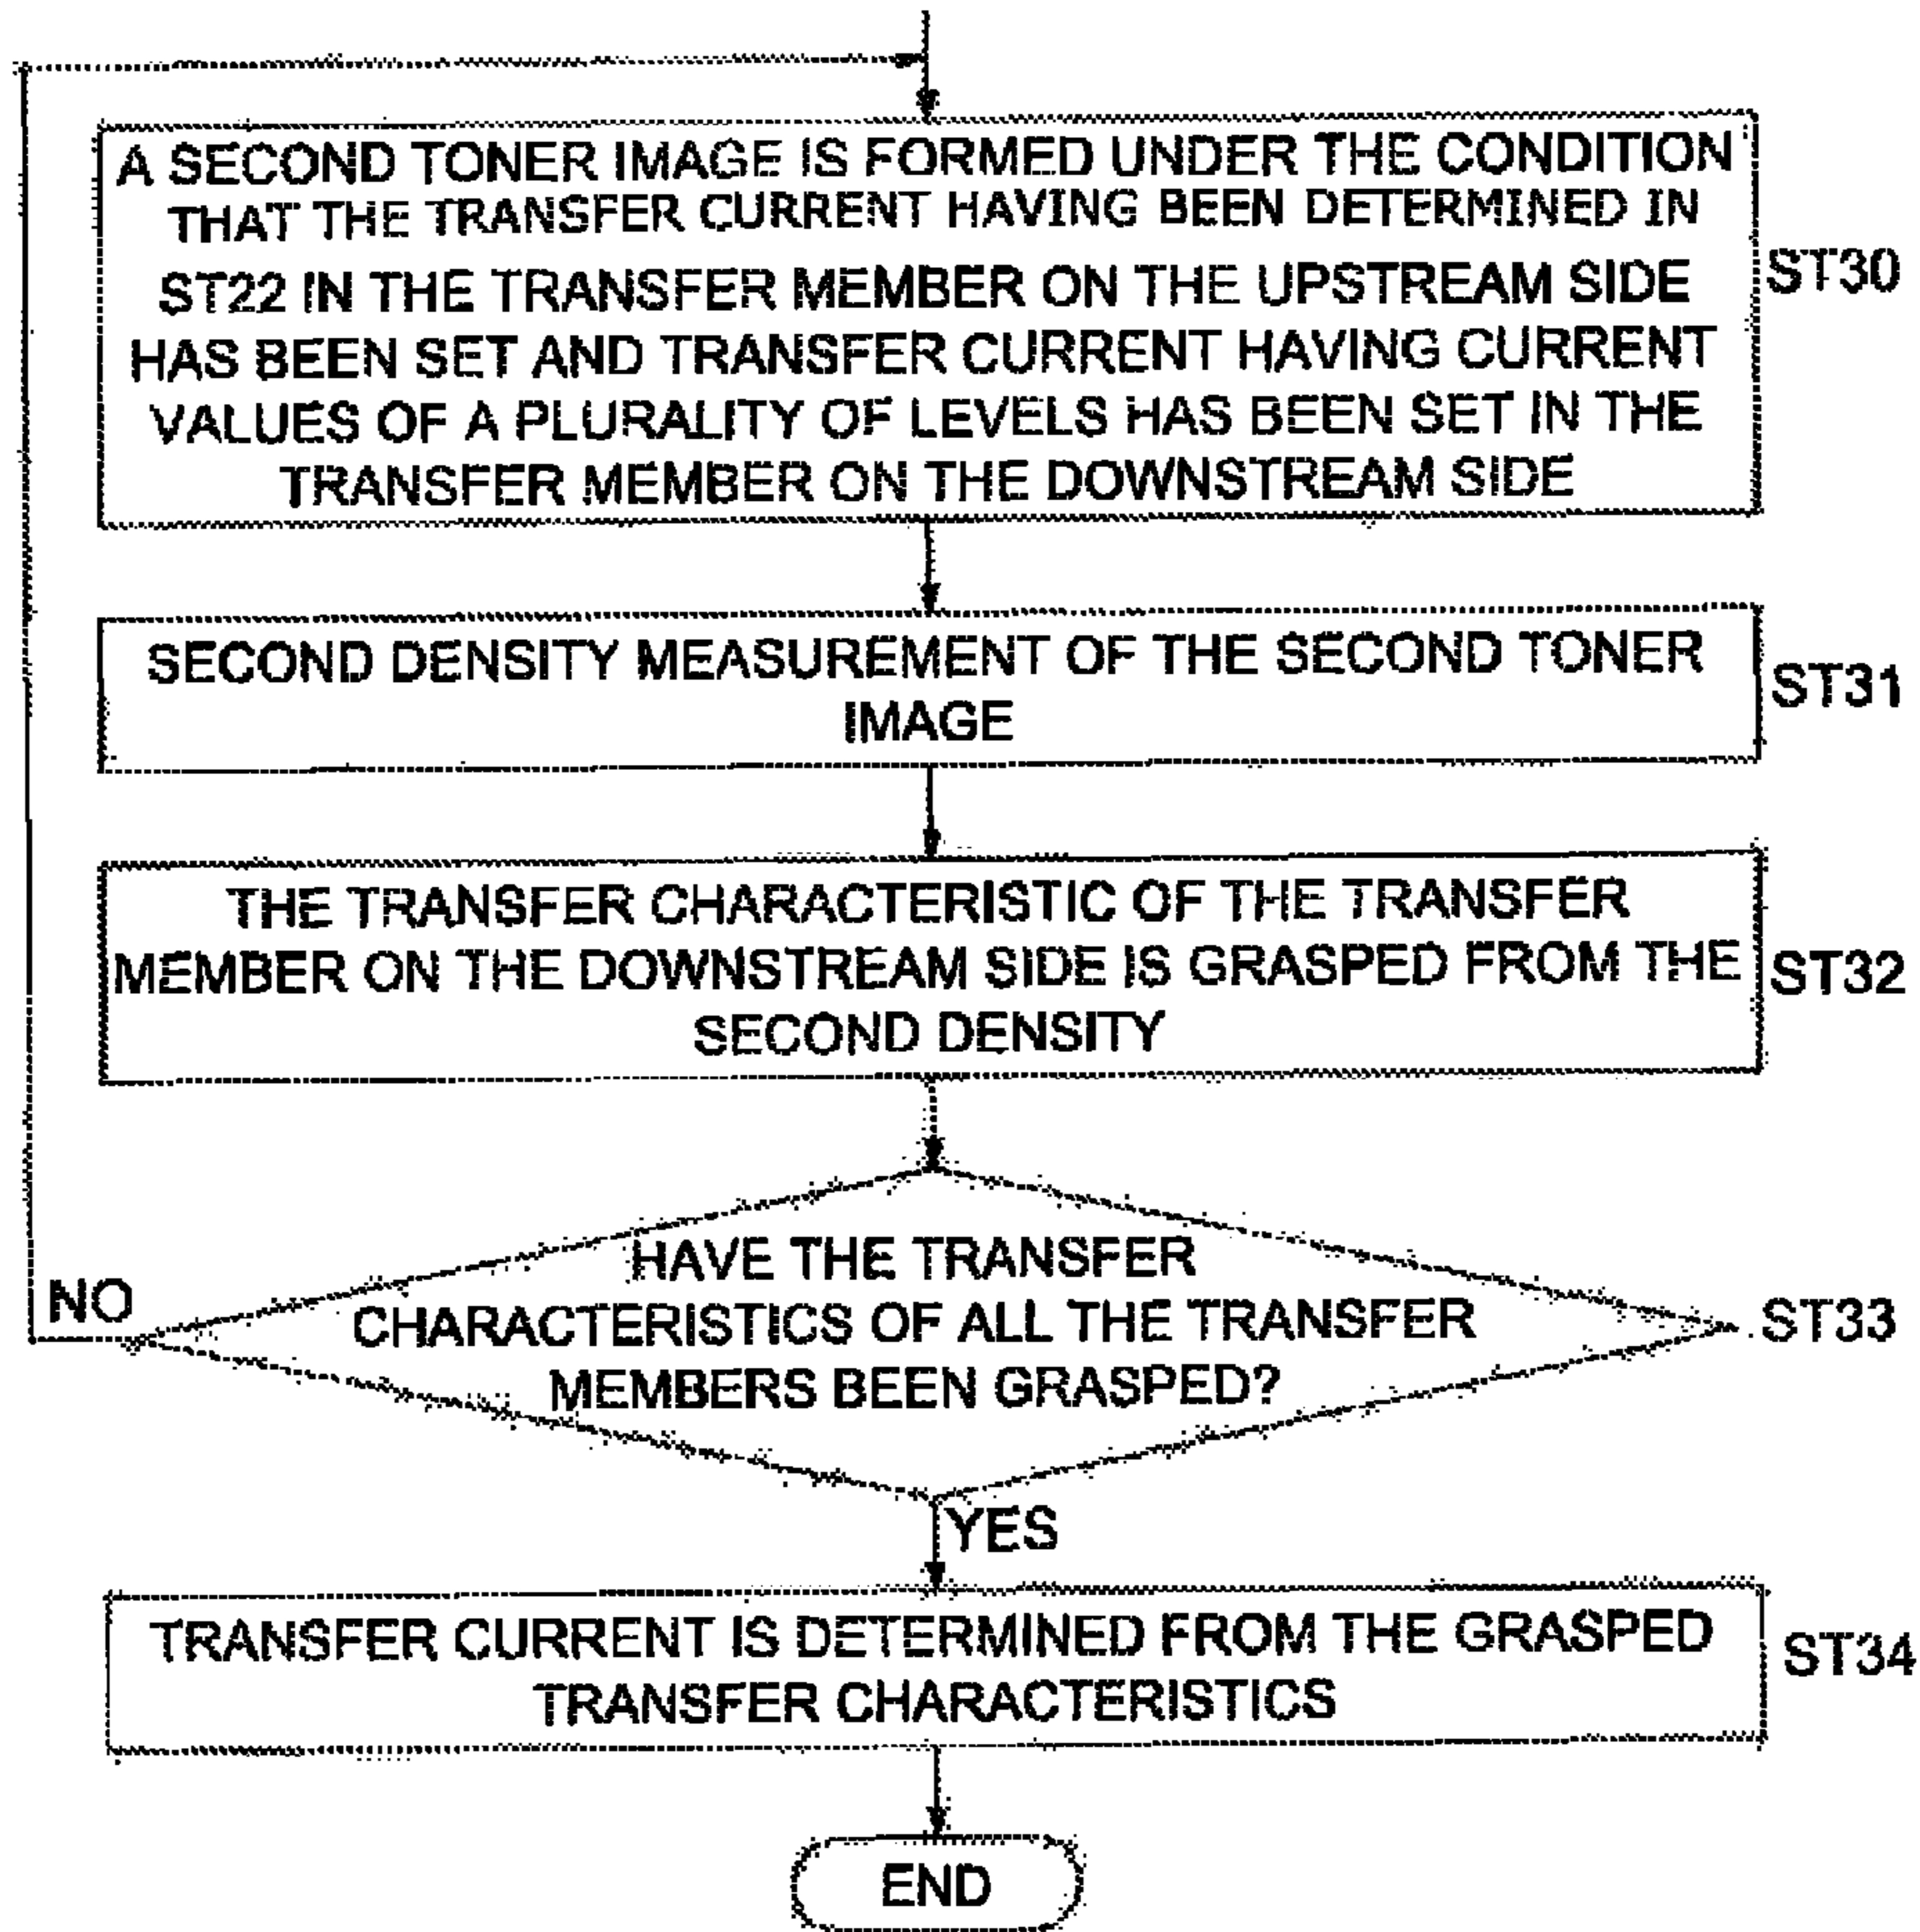 A SECOND TONER IMAGE IS FORMED UNDER THE CONDITION
THAT THE TRANSFER CURRENT HAVING BEEN DETERMINED IN
ST22 IN THE TRANSFER MEMBER ON THE UPSTREAM SIDE
HAS BEEN SET AND TRANSFER CURRENT HAVING CURRENT
VALUES OF A PLURALITY OF LEVELS HAS BEEN SET IN THE
TRANSFER MEMBER ON THE DOWNSTREAM SIDE
ST30
SECOND DENSITY MEASUREMENT OF THE SECOND TONER
IMAGE
ST31
THE TRANSFER CHARACTERISTIC OF THE TRANSFER
MEMBER ON THE DOWNSTREAM SIDE IS GRASPED FROM THE
SECOND DENSITY
ST32
HAVE THE TRANSFER
CHARACTERISTICS OF ALL THE TRANSFER
MEMBERS BEEN GRASPED?
ST33
NO
YES
TRANSFER CURRENT IS DETERMINED FROM THE GRASPED
TRANSFER CHARACTERISTICS
ST34
END